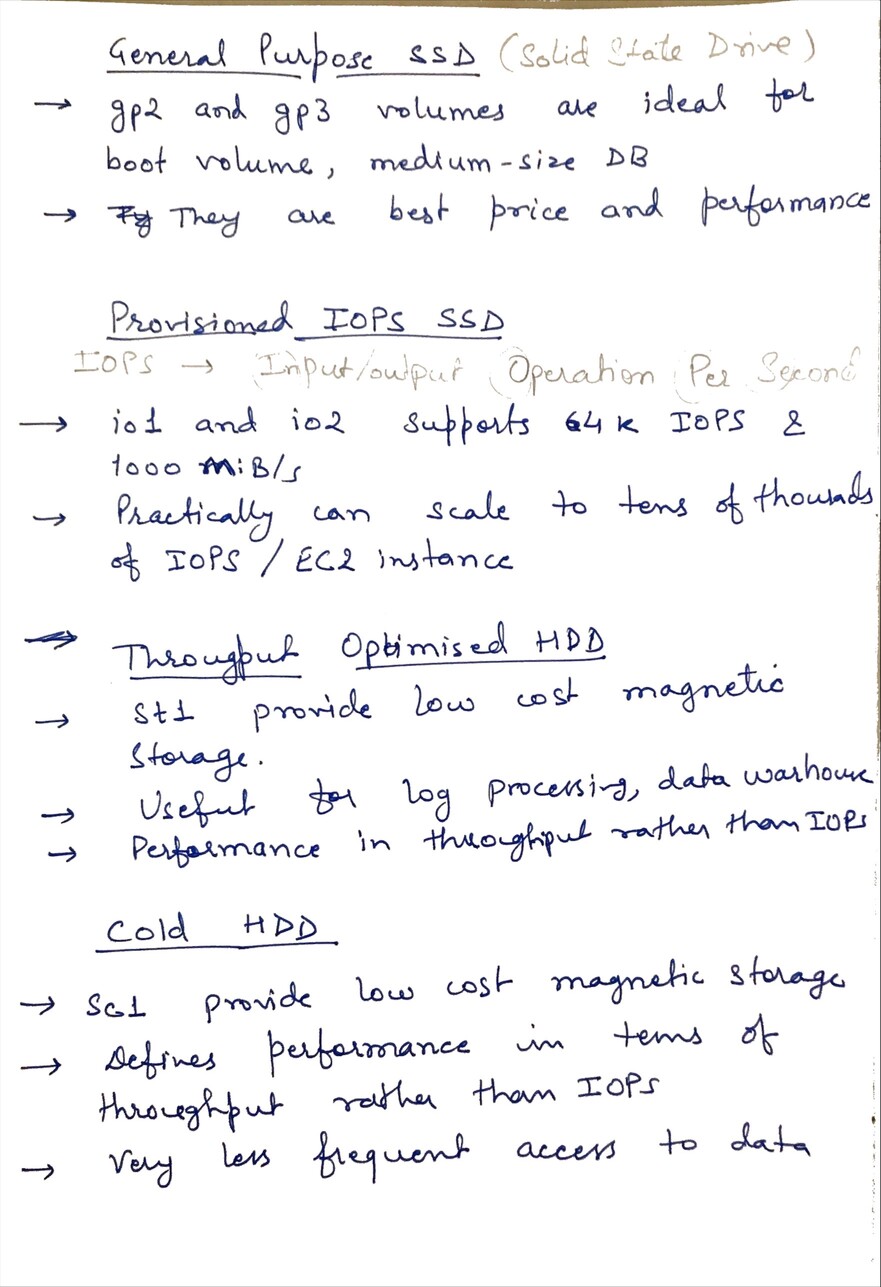 General Purpose SSD (Solid State Drive)
→ gp2 and gp3 volumes are ideal for
boot volume, medium-size DB
→ They are best price and performance
Provisioned IOPS SSD
IOPS → Input/output Operation Per Second
→ io1 and io2 supports 64k IOPS &
1000 MiB/s
→ Practically can scale to tens of thousads
of IOPS / EC2 instance
→ Througput Optimised HDD
→ St1 provide low cost magnetic
Storage.
→ Useful for log processing, data warhouse
→ Performance in throughput rather than IOPs
Cold HDD
→ Sc1 provide low cost magnetic storage
→ Defines performance in tems of
throughput rather than IOPS
→ Very less frequent access to data